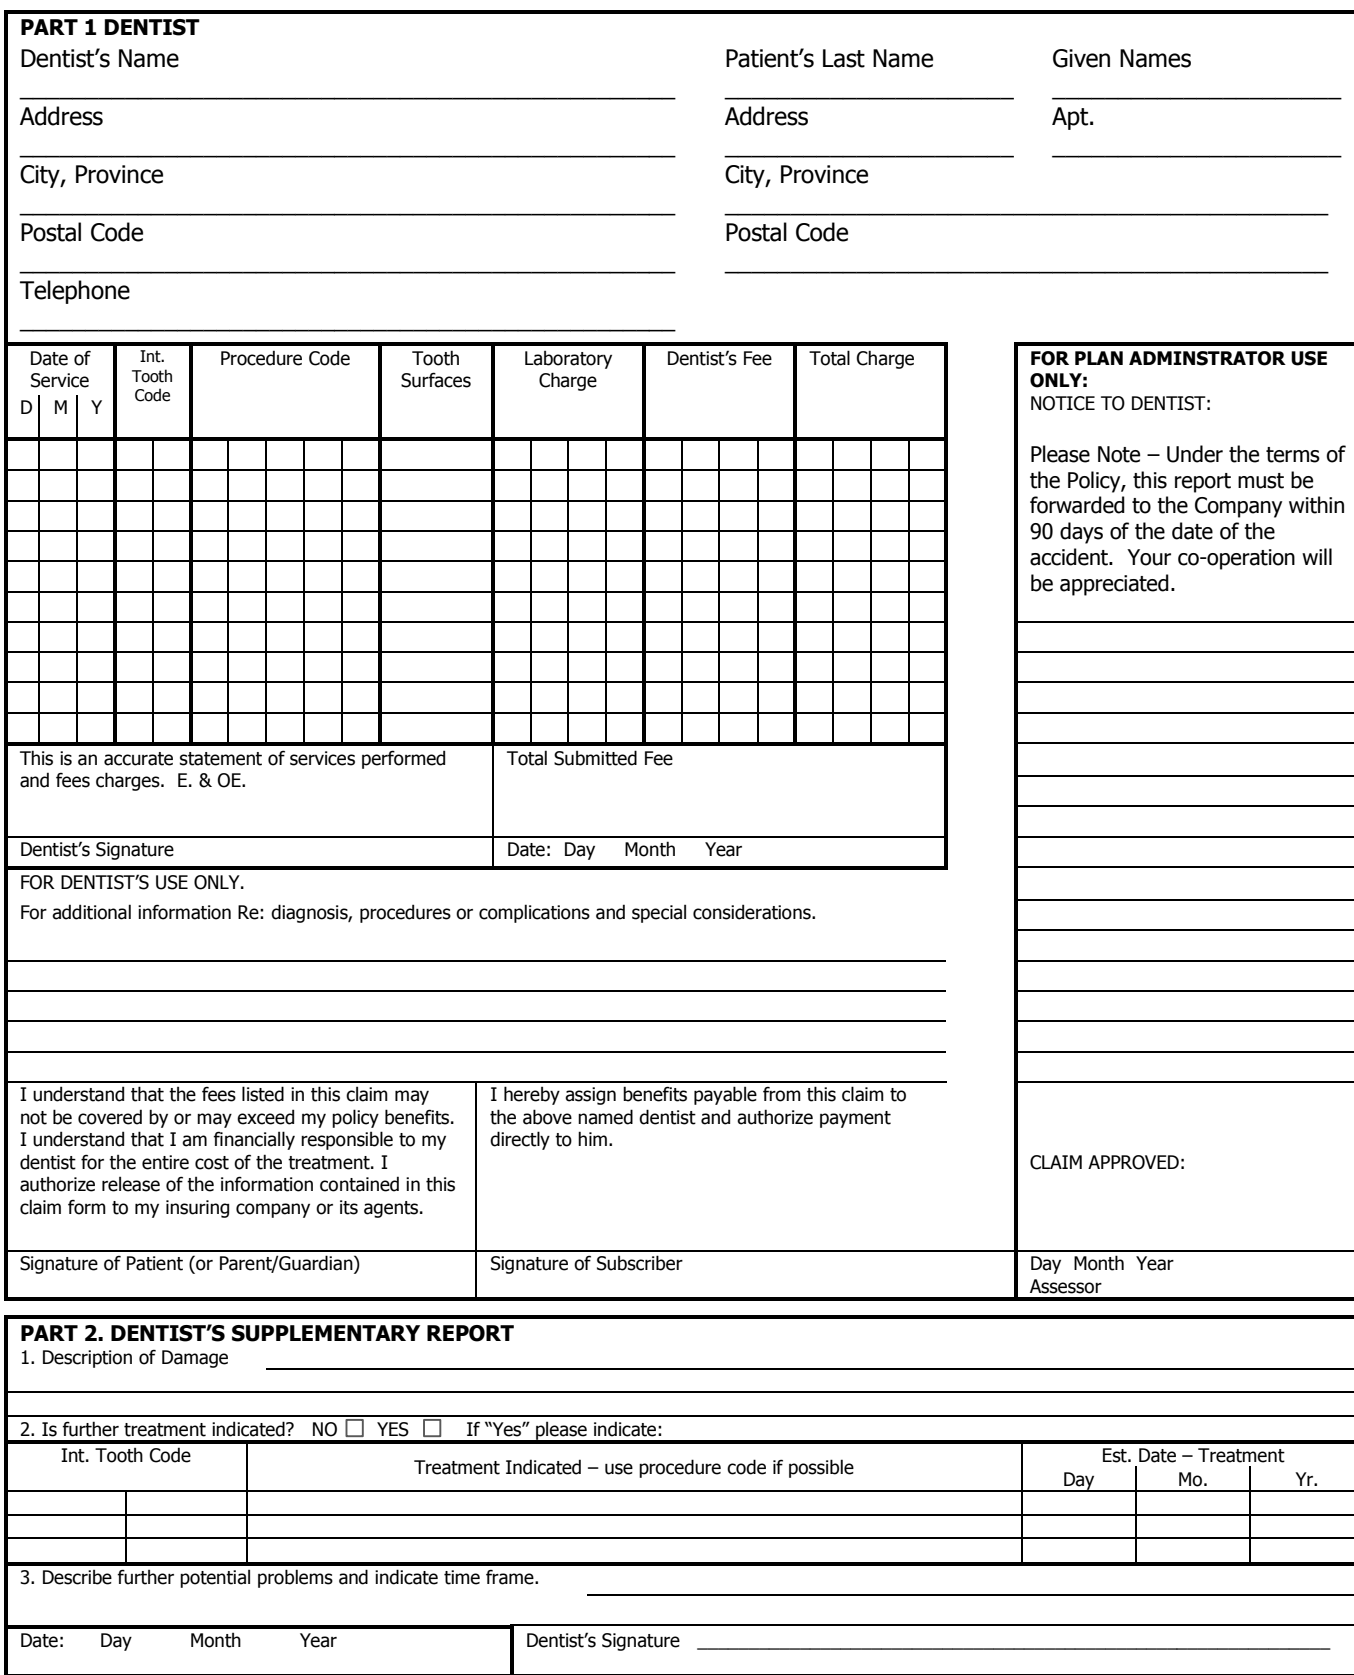 PART 1 DENTIST
Dentist’s Name Patient’s Last Name Given Names
Address Address Apt.
City, Province City, Province
Postal Code Postal Code
Telephone
Date of Service Int. Tooth Code Procedure Code Tooth Surfaces Laboratory Charge Dentist’s Fee Total Charge
D M Y
FOR PLAN ADMINSTRATOR USE
ONLY:
NOTICE TO DENTIST:
Please Note – Under the terms of
the Policy, this report must be
forwarded to the Company within
90 days of the date of the
accident. Your co-operation will
be appreciated.
This is an accurate statement of services performed
and fees charges. E. & OE.
Total Submitted Fee
Dentist’s Signature
Date: Day Month Year
FOR DENTIST’S USE ONLY.
For additional information Re: diagnosis, procedures or complications and special considerations.
I understand that the fees listed in this claim may
not be covered by or may exceed my policy benefits.
I understand that I am financially responsible to my
dentist for the entire cost of the treatment. I
authorize release of the information contained in this
claim form to my insuring company or its agents.
I hereby assign benefits payable from this claim to
the above named dentist and authorize payment
directly to him.
CLAIM APPROVED:
Signature of Patient (or Parent/Guardian)
Signature of Subscriber
Day Month Year
Assessor
PART 2. DENTIST’S SUPPLEMENTARY REPORT
1. Description of Damage
2. Is further treatment indicated? NO ☐ YES ☐ If “Yes” please indicate:
Int. Tooth Code Treatment Indicated – use procedure code if possible Est. Date – Treatment
Day Mo. Yr.
3. Describe further potential problems and indicate time frame.
Date: Day Month Year Dentist’s Signature